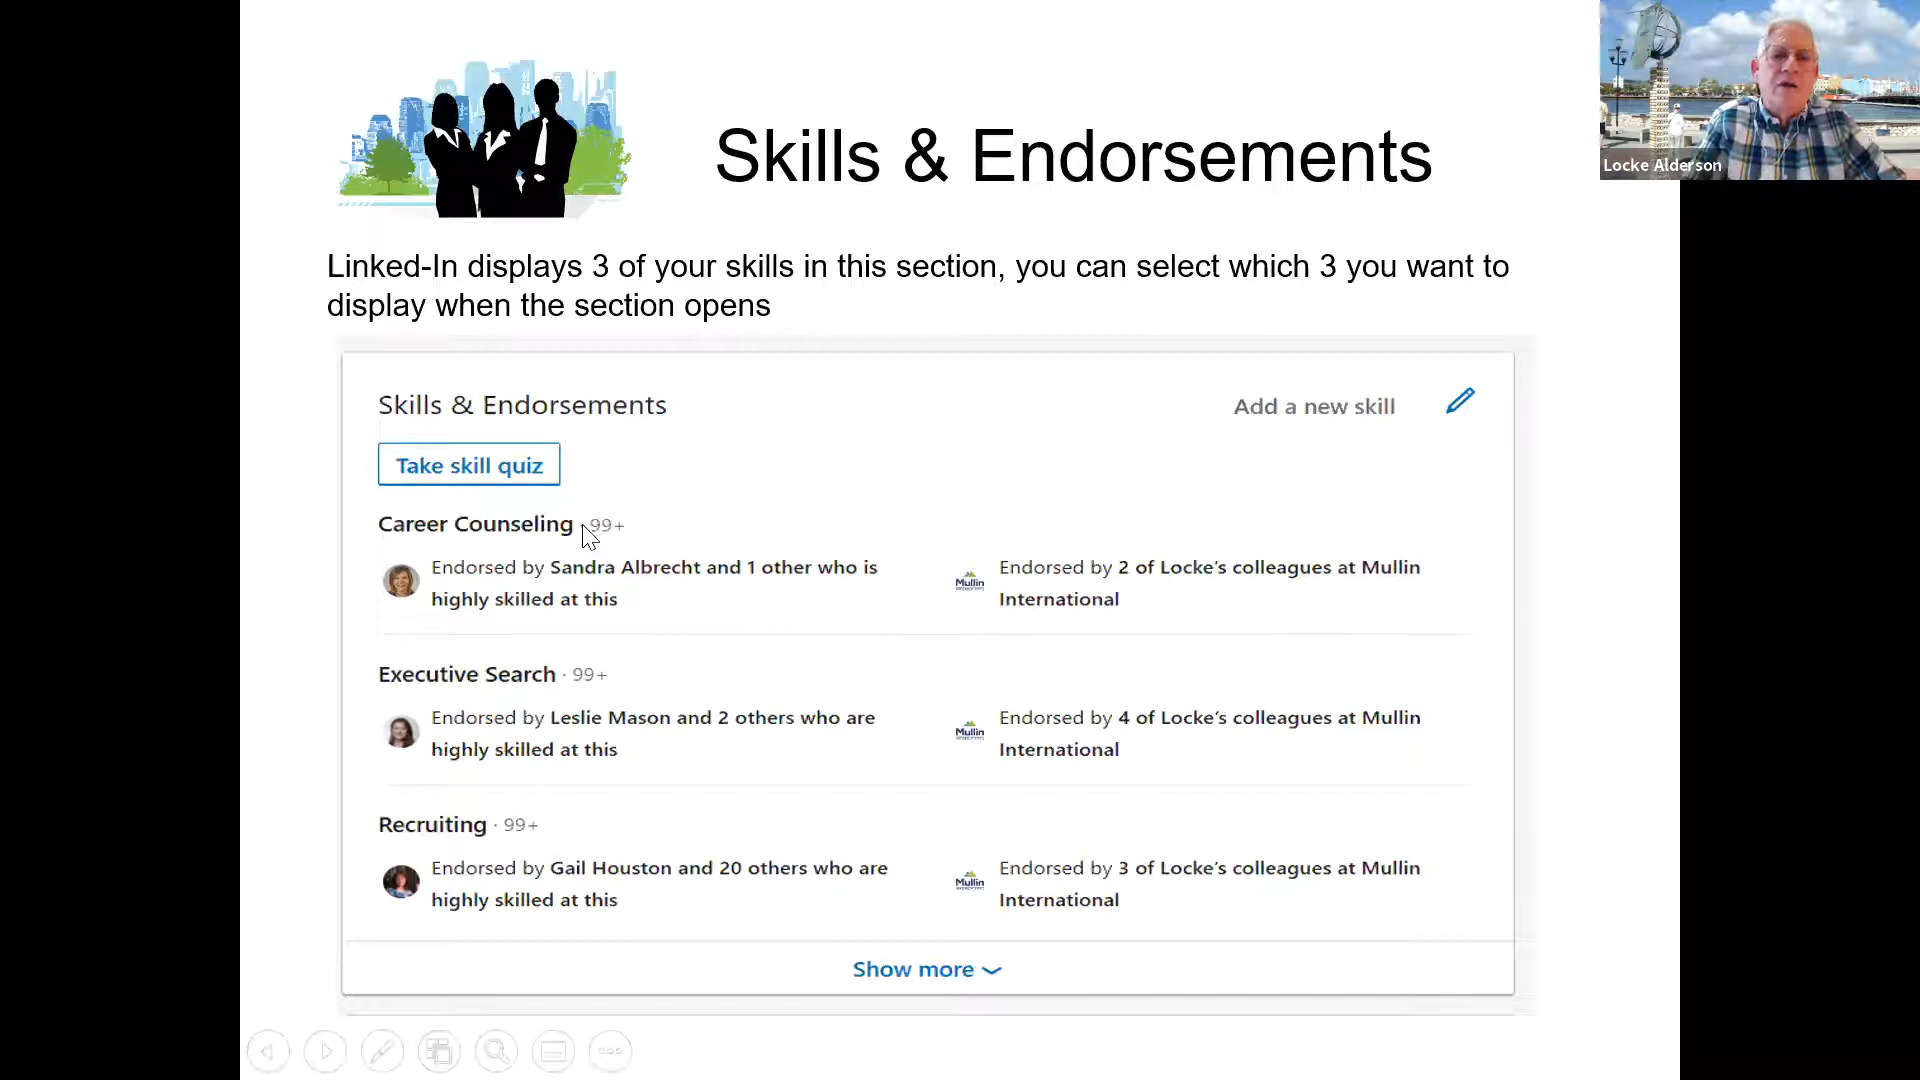 Skills & Endorsements
Locke Alderson
Linked-In displays 3 of your skills in this section, you can select which 3 you want to
display when the section opens
Skills & Endorsements
Add a new skill
Take skill quiz
Career Counseling 99+
Endorsed by Sandra Albrecht and 1 other who is
highly skilled at this
Mullin
Endorsed by 2 of Locke's colleagues at Mullin
International
Executive Search · 99+
Endorsed by Leslie Mason and 2 others who are
highly skilled at this
Mullin
Endorsed by 4 of Locke's colleagues at Mullin
International
Recruiting · 99+
Endorsed by Gail Houston and 20 others who are
highly skilled at this
Mullin
Endorsed by 3 of Locke's colleagues at Mullin
International
Show more